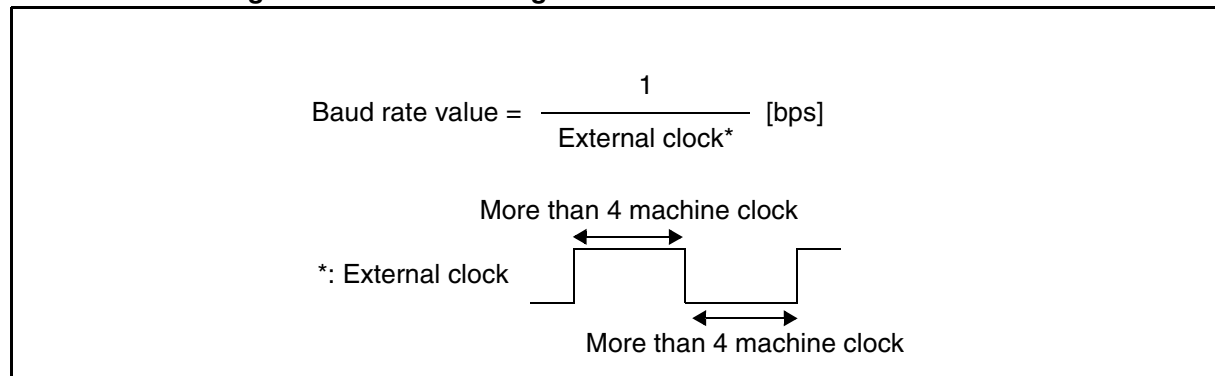 1
Baud rate value = [bps]
External clock*
More than 4 machine clock
*: External clock
More than 4 machine clock